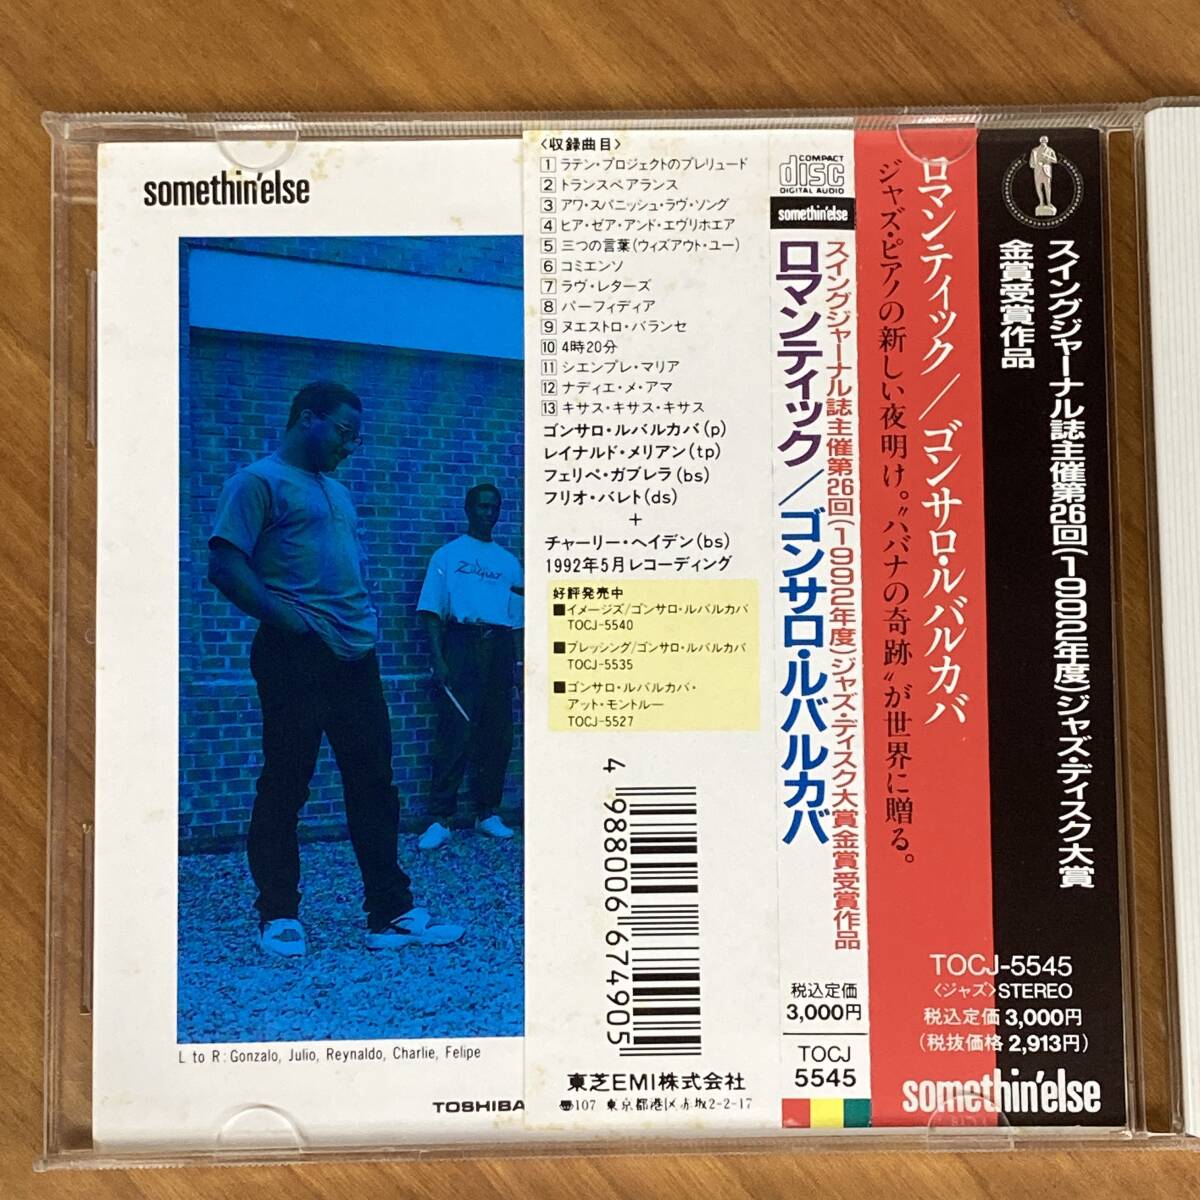 somethin'else
L to R: Gonzalo, Julio, Reynaldo, Charlie, Felipe
TOSHIBA
〈収録曲目〉
1 ラテン・プロジェクトのプレリュード
2 トランスペアランス
3 アワ・スパニッシュ・ラヴ・ソング
4 ヒア・ゼア・アンド・エヴリホエア
5 三つの言葉(ウィズアウト・ユー)
6 コミエンソ
7 ラヴ・レターズ
8 パーフィディア
9 ヌエストロ・バランセ
10 4時20分
11 シエンプレ・マリア
12 ナディエ・メ・アマ
13 キサス・キサス・キサス
ゴンサロ・ルバルカバ(p)
レイナルド・メリアン(tp)
フェリペ・ガブレラ(bs)
フリオ・バレト(ds)
+
チャーリー・ヘイデン(bs)
1992年5月レコーディング
好評発売中
■イメージズ/ゴンサロ・ルバルカバ
TOCJ-5540
■ブレッシング/ゴンサロ・ルバルカバ
TOCJ-5535
■ゴンサロ・ルバルカバ・
アット・モントルー
TOCJ-5527
4 988006 674905
東芝EMI株式会社
〠107 東京都港区赤坂2-2-17
COMPACT
disc
DIGITAL AUDIO
somethin'else
スイングジャーナル誌主催第26回(1992年度)ジャズ・ディスク大賞金賞受賞作品
ロマンティック/ゴンサロ・ルバルカバ
税込定価
3,000円
TOCJ
5545
ロマンティック/ゴンサロ・ルバルカバ
ジャズ・ピアノの新しい夜明け。〝ハバナの奇跡〟が世界に贈る。
スイングジャーナル誌主催第26回(1992年度)ジャズ・ディスク大賞
金賞受賞作品
TOCJ-5545
〈ジャズ〉STEREO
税込定価 3,000円
(税抜価格 2,913円)
somethin'else